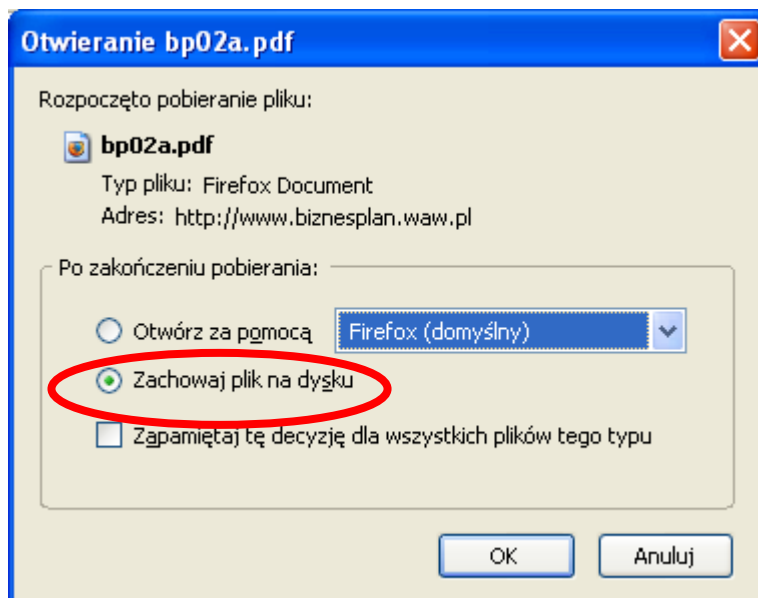 Otwieranie bp02a.pdf
Rozpoczęto pobieranie pliku:
bp02a.pdf
Typ pliku: Firefox Document
Adres: http://www.biznesplan.waw.pl
Po zakończeniu pobierania:
Otwórz za pomocą Firefox (domyślny)
Zachowaj plik na dysku
Zapamiętaj tę decyzję dla wszystkich plików tego typu
OK Anuluj